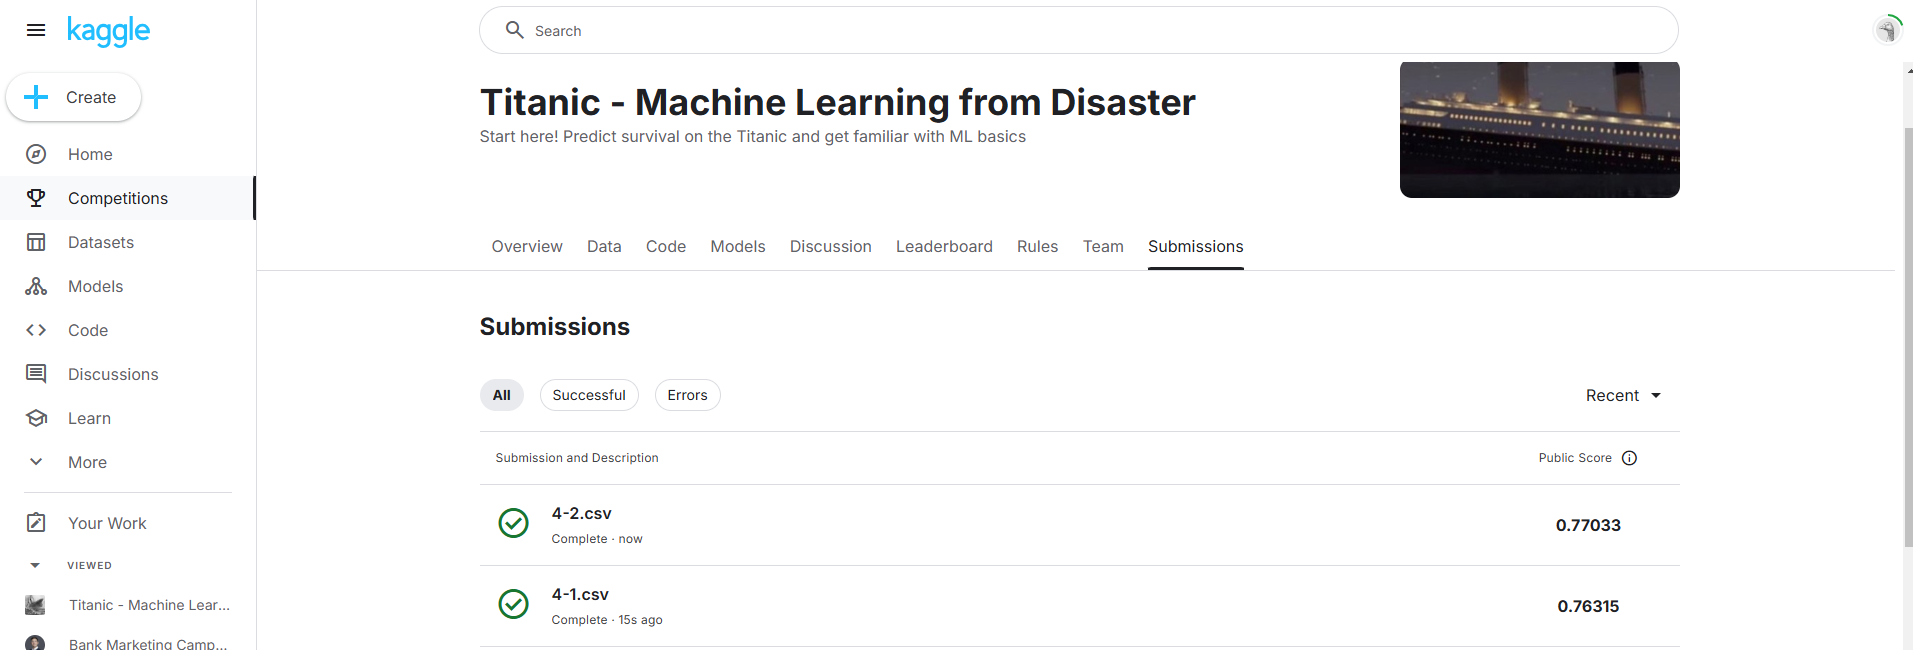 kaggle
Search
Create
Home
Competitions
Datasets
Models
Code
Discussions
Learn
More
Your Work
VIEWED
Titanic - Machine Lear...
Bank Marketing Camp...
Titanic - Machine Learning from Disaster
Start here! Predict survival on the Titanic and get familiar with ML basics
Overview Data Code Models Discussion Leaderboard Rules Team Submissions
Submissions
All Successful Errors Recent
Submission and Description Public Score
4-2.csv
Complete · now
0.77033
4-1.csv
Complete · 15s ago
0.76315